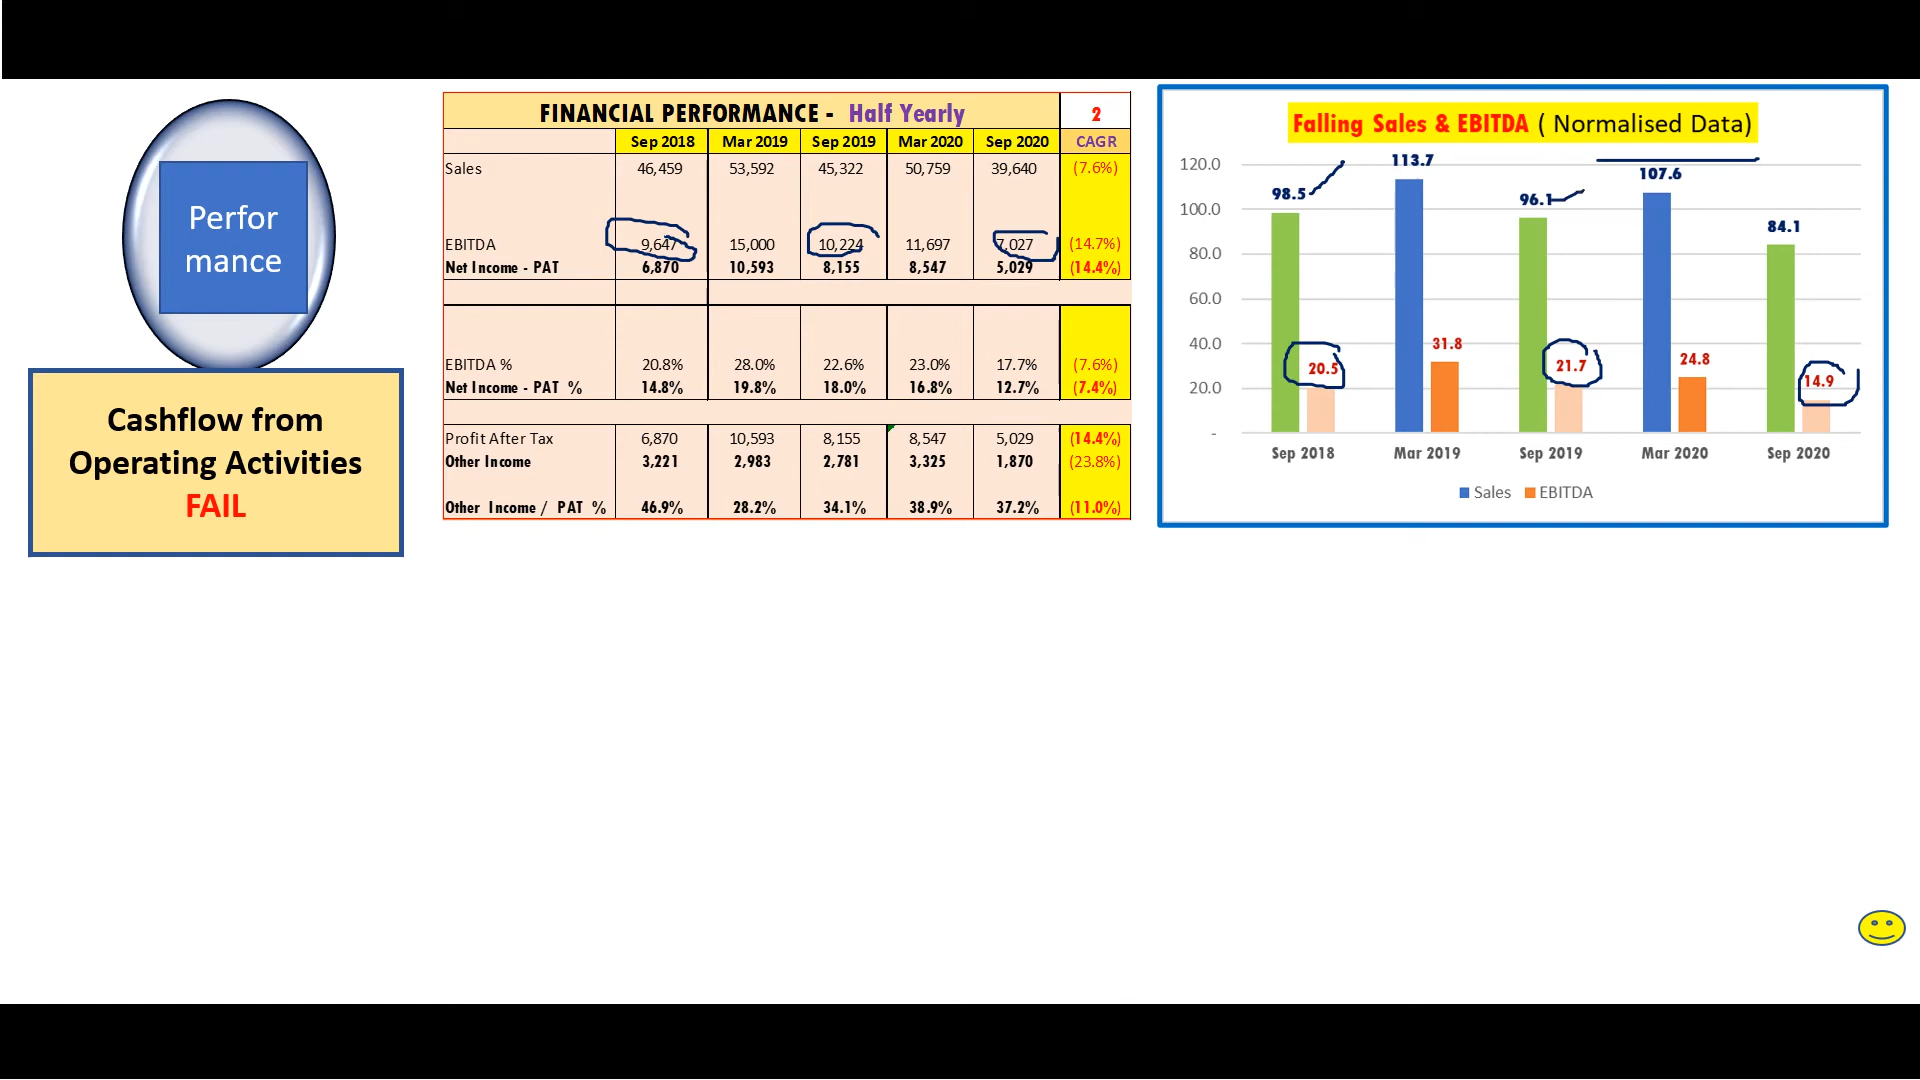 Perfor
mance
Cashflow from
Operating Activities
FAIL
FINANCIAL PERFORMANCE - Half Yearly 2
Sep 2018 Mar 2019 Sep 2019 Mar 2020 Sep 2020 CAGR
Sales 46,459 53,592 45,322 50,759 39,640 (7.6%)
EBITDA 9,647 15,000 10,224 11,697 7,027 (14.7%)
Net Income - PAT 6,870 10,593 8,155 8,547 5,029 (14.4%)
EBITDA % 20.8% 28.0% 22.6% 23.0% 17.7% (7.6%)
Net Income - PAT % 14.8% 19.8% 18.0% 16.8% 12.7% (7.4%)
Profit After Tax 6,870 10,593 8,155 8,547 5,029 (14.4%)
Other Income 3,221 2,983 2,781 3,325 1,870 (23.8%)
Other Income / PAT % 46.9% 28.2% 34.1% 38.9% 37.2% (11.0%)
Falling Sales & EBITDA ( Normalised Data)
120.0
100.0
80.0
60.0
40.0
20.0
-
98.5 113.7 96.1 107.6 84.1
20.5 31.8 21.7 24.8 14.9
Sep 2018 Mar 2019 Sep 2019 Mar 2020 Sep 2020
Sales EBITDA